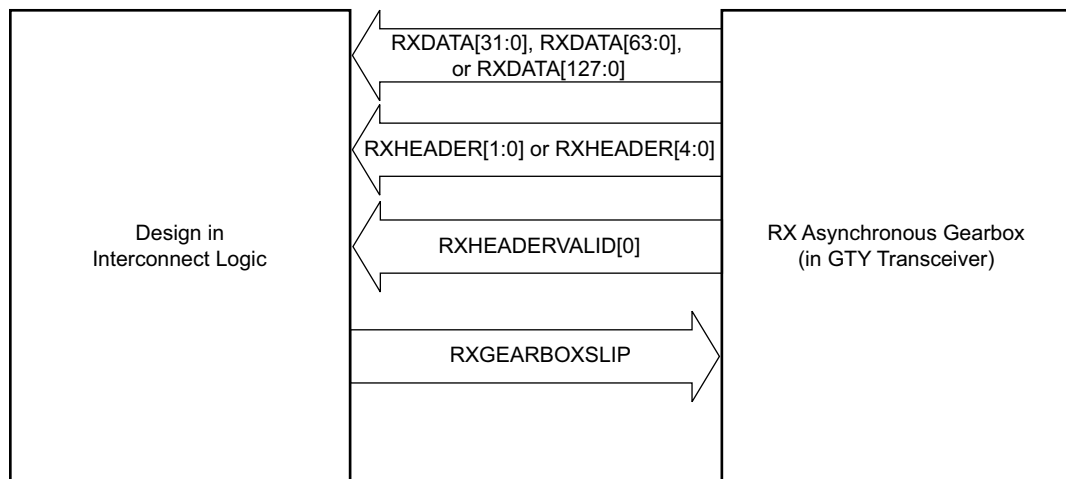 RXDATA[31:0], RXDATA[63:0],
or RXDATA[127:0]
RXHEADER[1:0] or RXHEADER[4:0]
Design in
Interconnect Logic
RXHEADERVALID[0]
RX Asynchronous Gearbox
(in GTY Transceiver)
RXGEARBOXSLIP